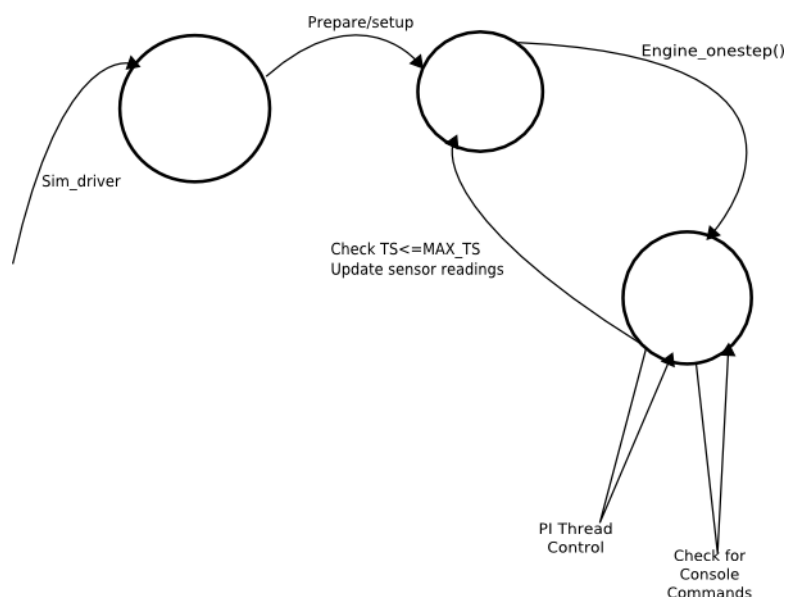 Prepare/setup
Engine_onestep()
Sim_driver
Check TS<=MAX_TS
Update sensor readings
PI Thread
Control
Check for
Console
Commands